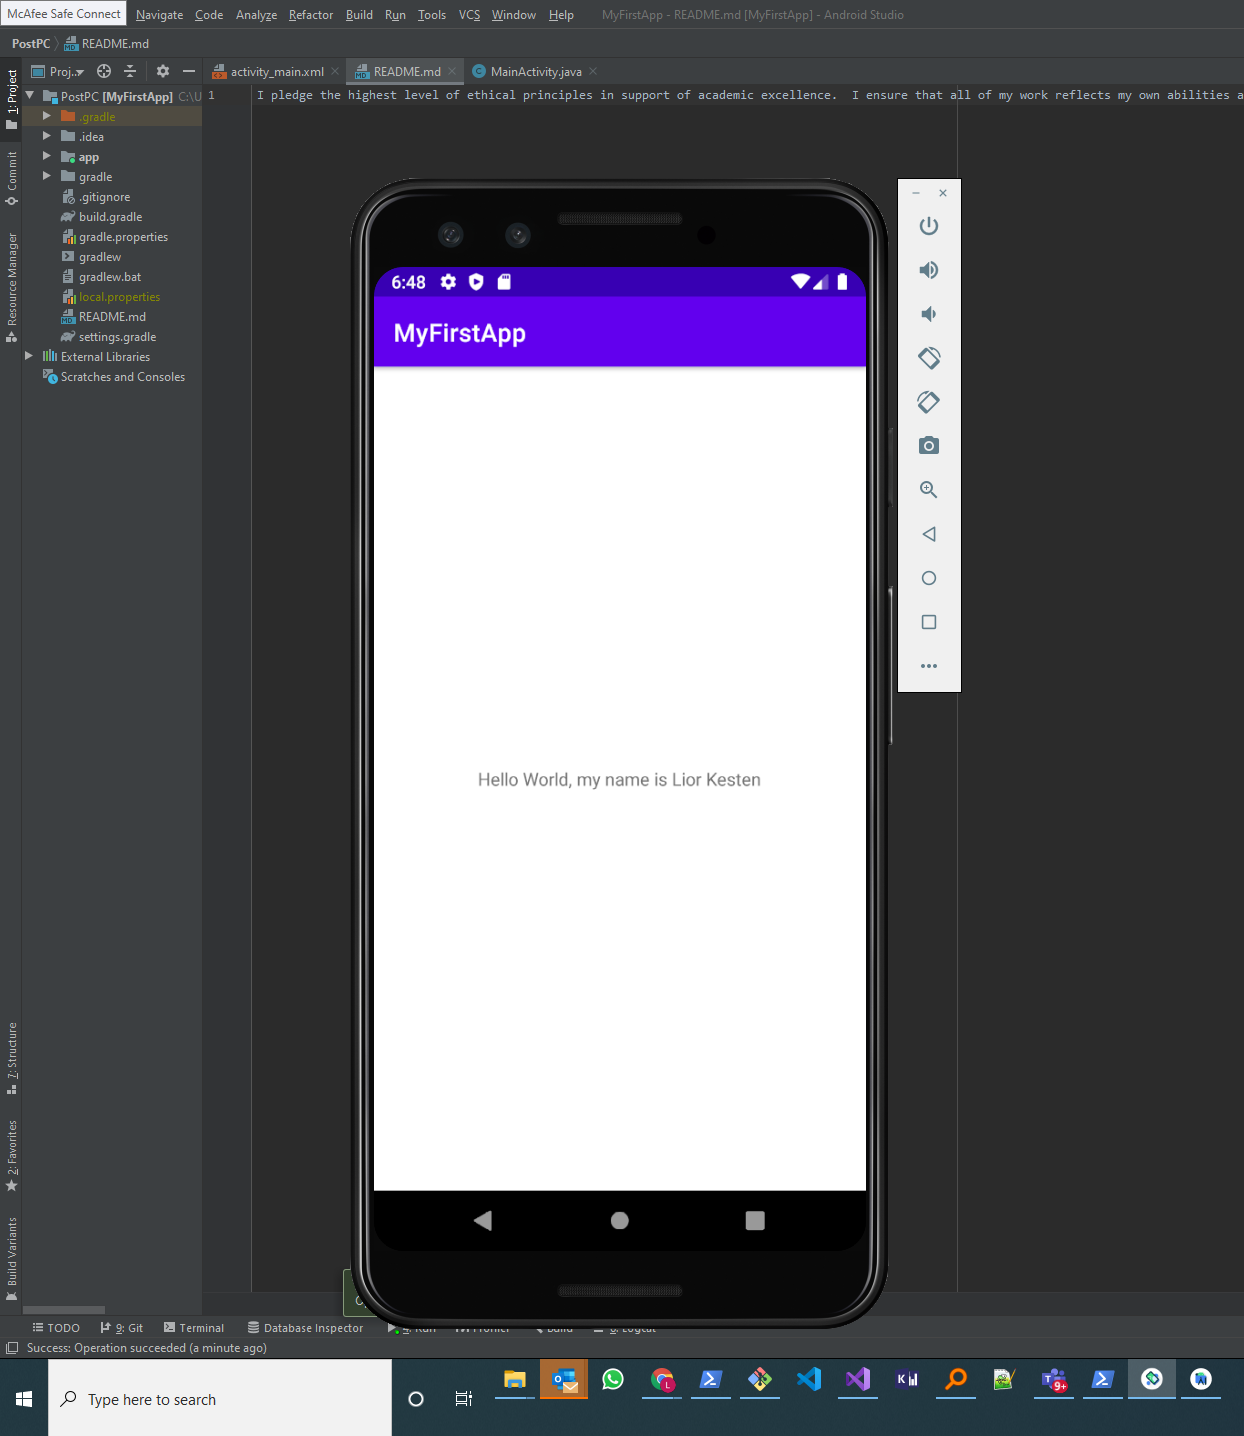 McAfee Safe Connect
Navigate Code Analyze Refactor Build Run Tools VCS Window Help MyFirstApp - README.md [MyFirstApp] - Android Studio
PostPC README.md
Proj.. activity_main.xml README.md MainActivity.java
1: Project
Commit
Resource Manager
PostPC [MyFirstApp] C:\U
.gradle
.idea
app
gradle
.gitignore
build.gradle
gradle.properties
gradlew
gradlew.bat
local.properties
README.md
settings.gradle
External Libraries
Scratches and Consoles
1 I pledge the highest level of ethical principles in support of academic excellence. I ensure that all of my work reflects my own abilities a
6:48
MyFirstApp
Hello World, my name is Lior Kesten
7: Structure
2: Favorites
Build Variants
TODO 9: Git Terminal Database Inspector
Success: Operation succeeded (a minute ago)
Type here to search
9+